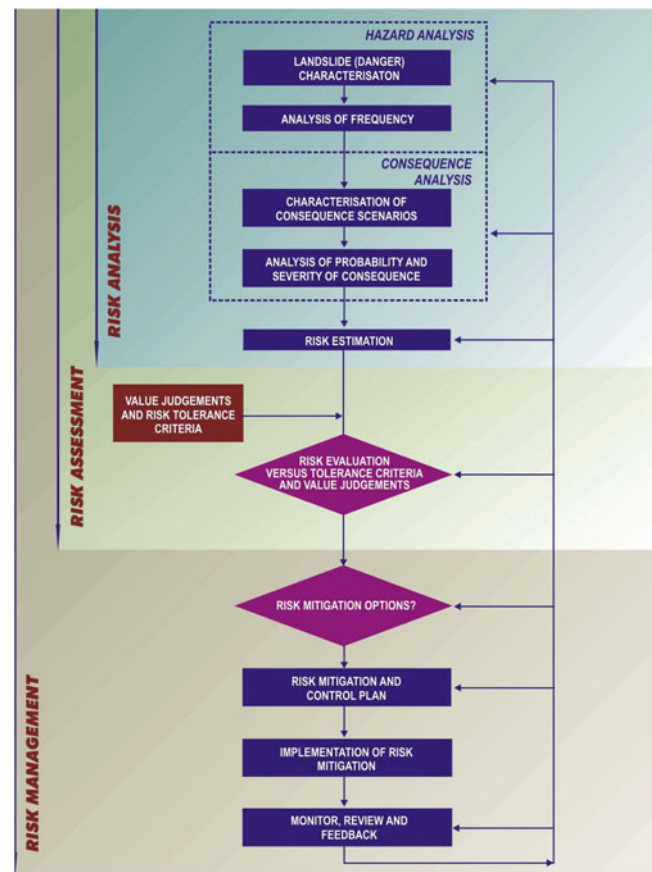 HAZARD ANALYSIS
LANDSLIDE (DANGER)
CHARACTERISATON
ANALYSIS OF FREQUENCY
CONSEQUENCE
ANALYSIS
CHARACTERISATION OF
CONSEQUENCE SCENARIOS
ANALYSIS OF PROBABILITY AND
SEVERITY OF CONSEQUENCE
RISK ANALYSIS
RISK ESTIMATION
VALUE JUDGEMENTS
AND RISK TOLERANCE
CRITERIA
RISK ASSESSMENT
RISK EVALUATION
VERSUS TOLERANCE CRITERIA
AND VALUE JUDGEMENTS
RISK MITIGATION OPTIONS?
RISK MITIGATION AND
CONTROL PLAN
RISK MANAGEMENT
IMPLEMENTATION OF RISK
MITIGATION
MONITOR, REVIEW AND
FEEDBACK